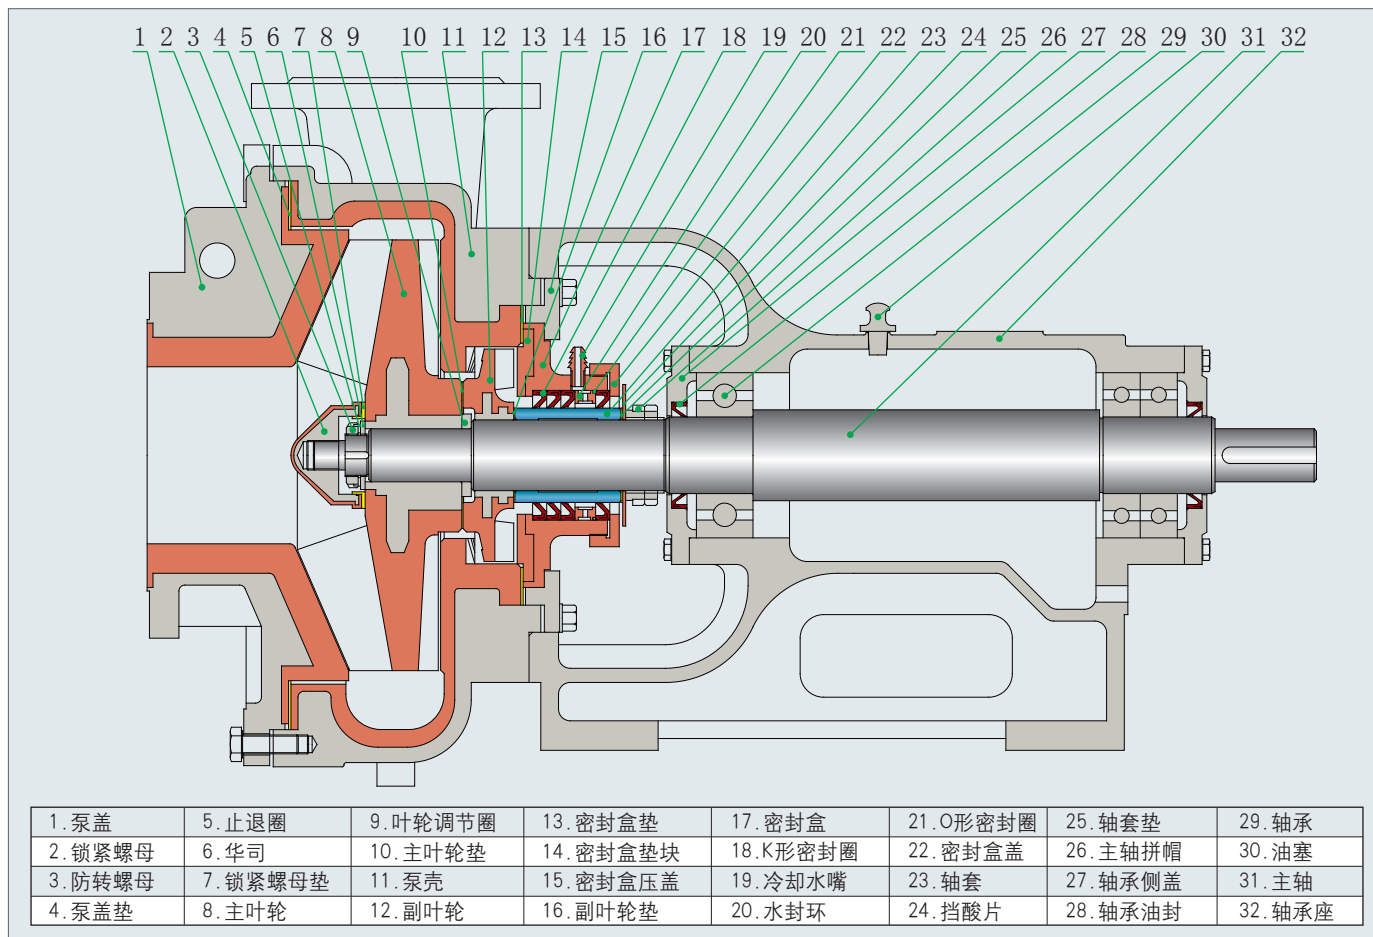 1 2 3 4 5 6 7 8 9 10 11 12 13 14 15 16 17 18 19 20 21 22 23 24 25 26 27 28 29 30 31 32
1.泵盖 5.止退圈 9.叶轮调节圈 13.密封盒垫 17.密封盒 21.O形密封圈 25.轴套垫 29.轴承
2.锁紧螺母 6.华司 10.主叶轮垫 14.密封盒垫块 18.K形密封圈 22.密封盒盖 26.主轴拼帽 30.油塞
3.防转螺母 7.锁紧螺母垫 11.泵壳 15.密封盒压盖 19.冷却水嘴 23.轴套 27.轴承侧盖 31.主轴
4.泵盖垫 8.主叶轮 12.副叶轮 16.副叶轮垫 20.水封环 24.挡酸片 28.轴承油封 32.轴承座